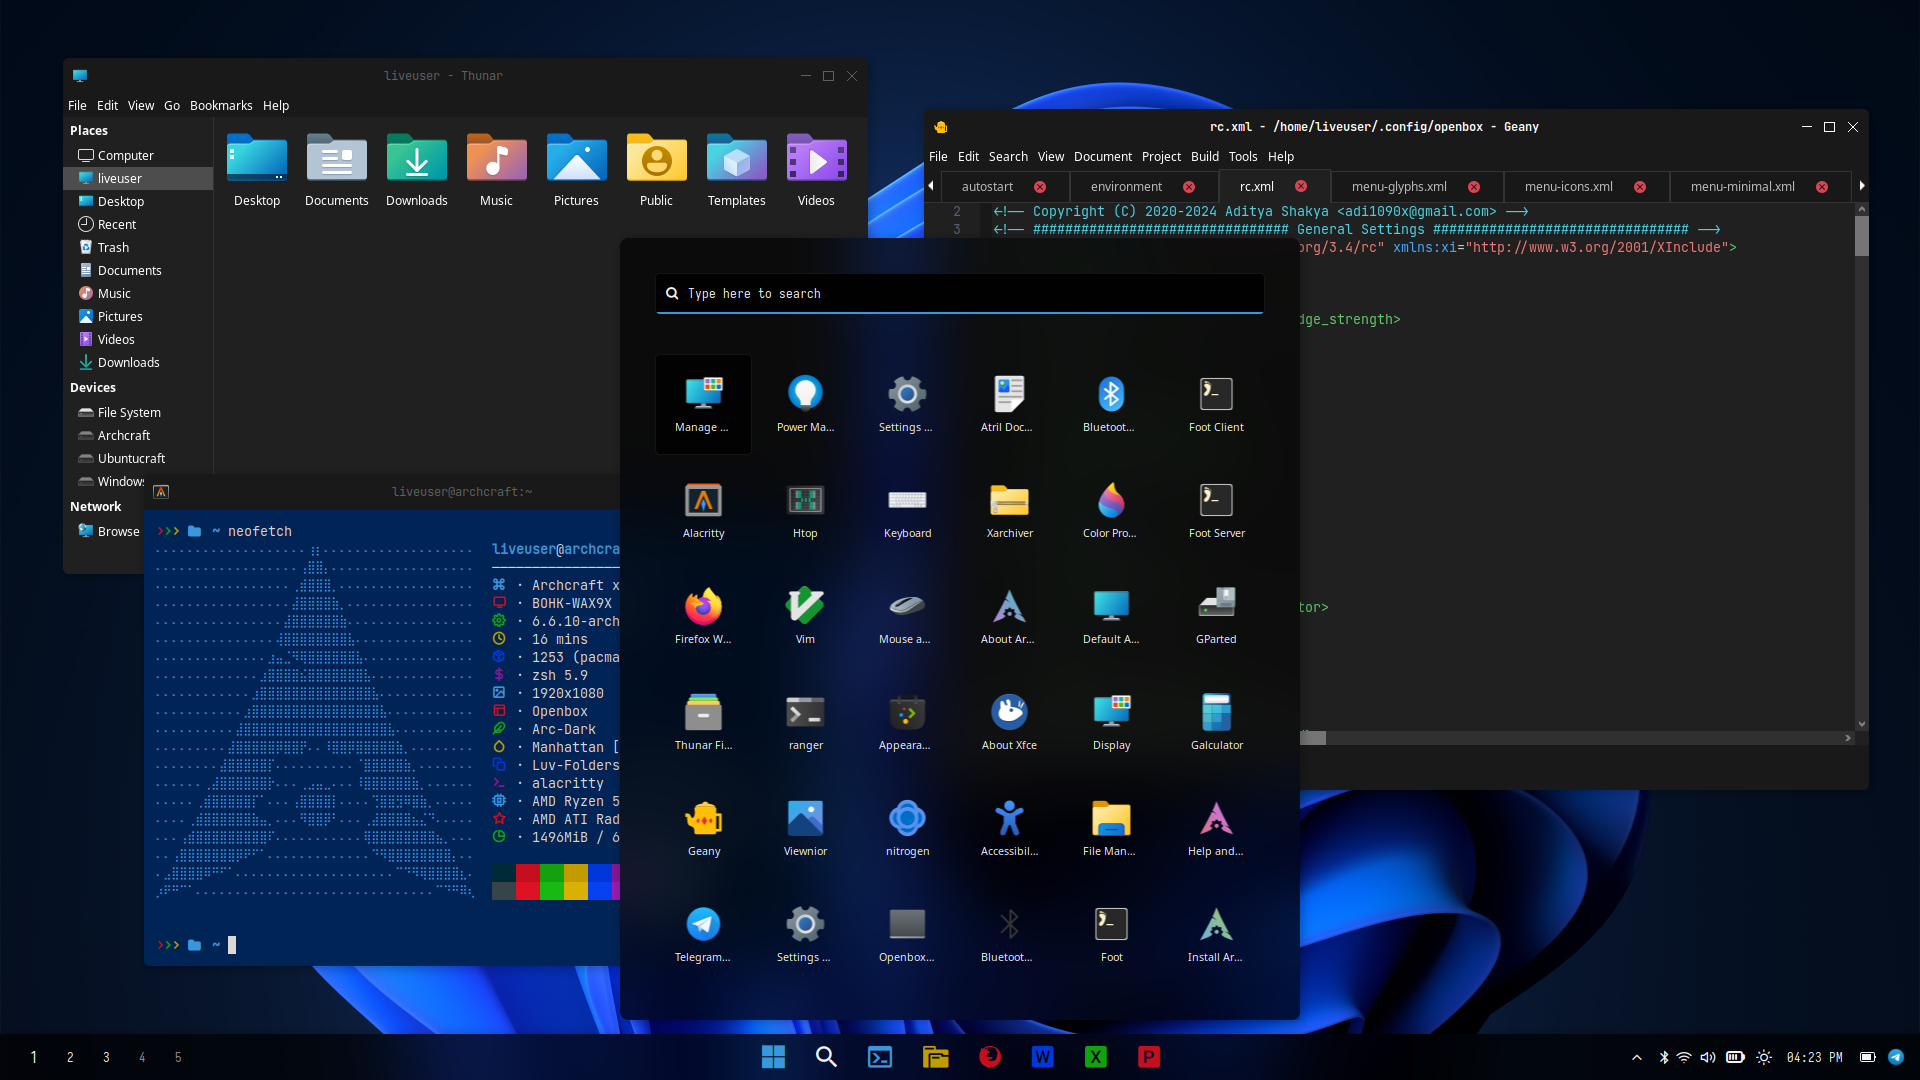 liveuser - Thunar
File Edit View Go Bookmarks Help
Places
Computer
liveuser
Desktop
Recent
Trash
Documents
Music
Pictures
Videos
Downloads
Devices
File System
Archcraft
Ubuntucraft
Windows
Network
Browse
Desktop Documents Downloads Music Pictures Public Templates Videos
rc.xml - /home/liveuser/.config/openbox - Geany
File Edit Search View Document Project Build Tools Help
autostart environment rc.xml menu-glyphs.xml menu-icons.xml menu-minimal.xml
2 <!-- Copyright (C) 2020-2024 Aditya Shakya <adi1090x@gmail.com> -->
3 <!-- ################################ General Settings ################################ -->
org/3.4/rc" xmlns:xi="http://www.w3.org/2001/XInclude">
dge_strength>
tor>
liveuser@archcraft:~
>>> ~ neofetch
liveuser@archcra
· Archcraft x
· BOHK-WAX9X
· 6.6.10-arch
· 16 mins
· 1253 (pacma
· zsh 5.9
· 1920x1080
· Openbox
· Arc-Dark
· Manhattan [
· Luv-Folders
· alacritty
· AMD Ryzen 5
· AMD ATI Rad
· 1496MiB / 6
>>> ~
Type here to search
Manage ... Power Ma... Settings ... Atril Doc... Bluetoot... Foot Client
Alacritty Htop Keyboard Xarchiver Color Pro... Foot Server
Firefox W... Vim Mouse a... About Ar... Default A... GParted
Thunar Fi... ranger Appeara... About Xfce Display Galculator
Geany Viewnior nitrogen Accessibil... File Man... Help and...
Telegram... Settings ... Openbox... Bluetoot... Foot Install Ar...
1 2 3 4 5
W X P
04:23 PM